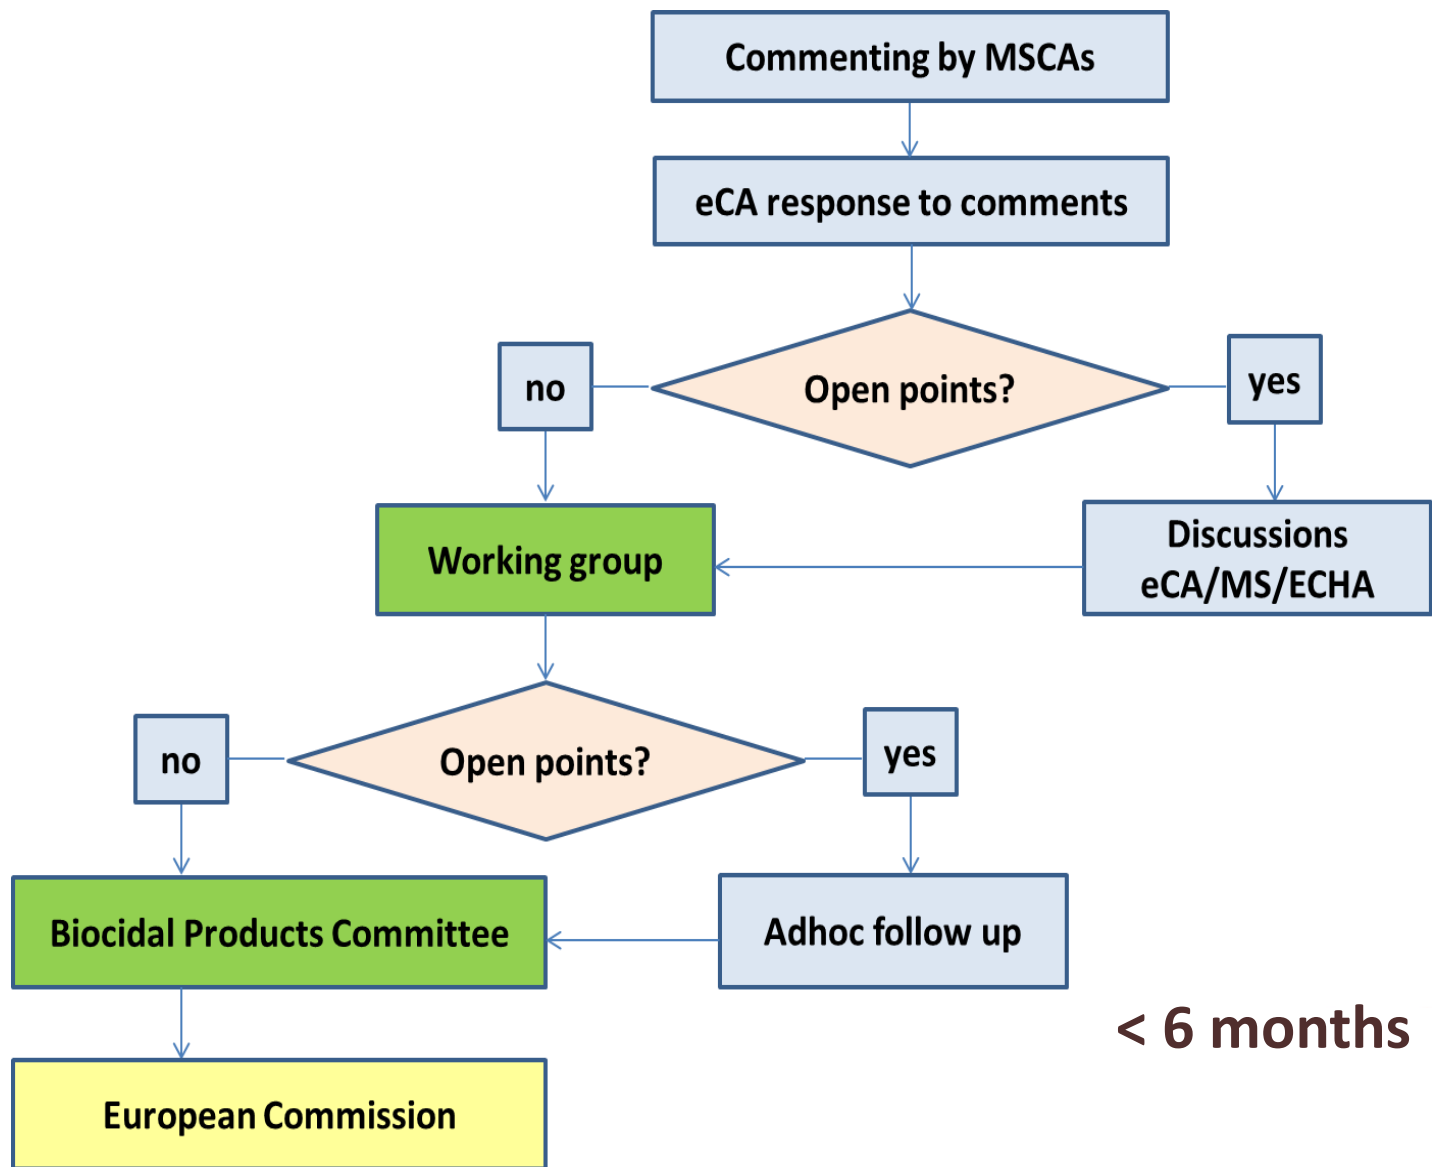 Commenting by MSCAs
eCA response to comments
Open points?
no
yes
Working group
Discussions
eCA/MS/ECHA
Open points?
no
yes
Biocidal Products Committee
Adhoc follow up
< 6 months
European Commission